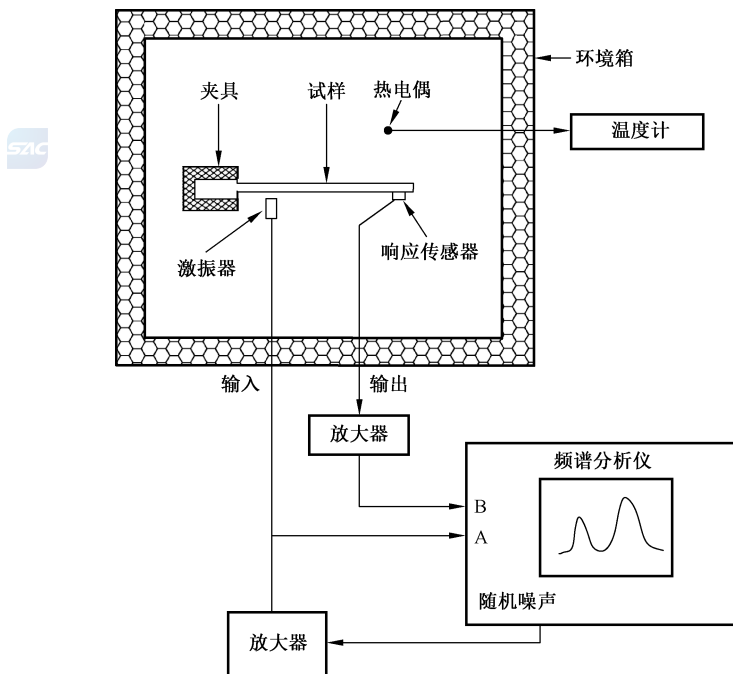 环境箱
夹具
试样
热电偶
温度计
SAC
激振器
响应传感器
输入
输出
放大器
频谱分析仪
B
A
随机噪声
放大器